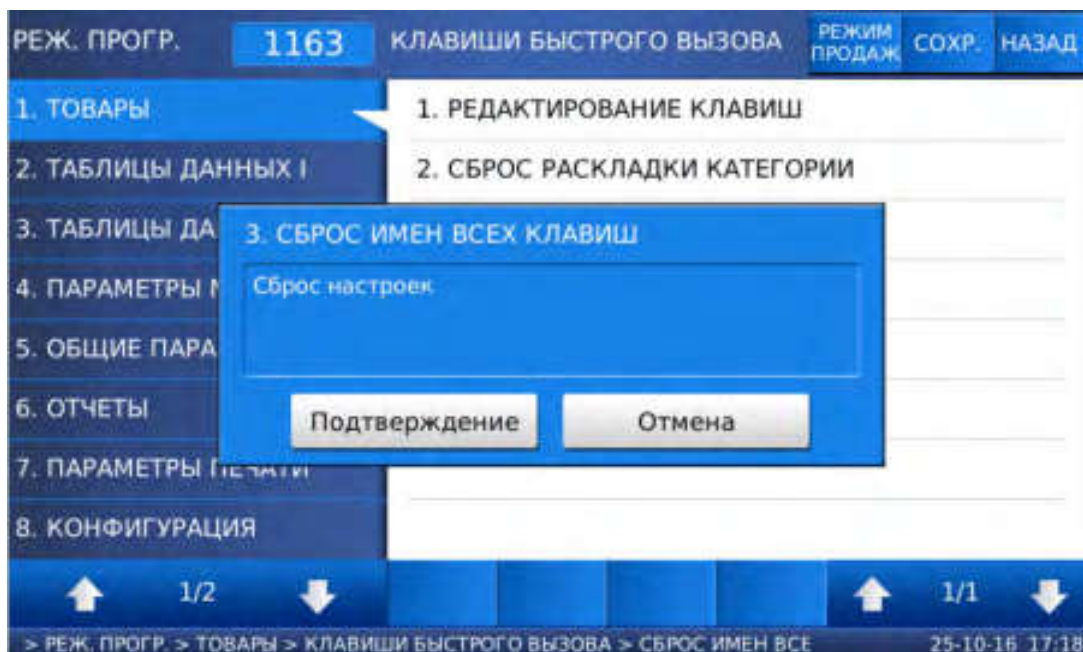 РЕЖ. ПРОГР. 1163 КЛАВИШИ БЫСТРОГО ВЫЗОВА РЕЖИМ ПРОДАЖ СОХР. НАЗАД
1. ТОВАРЫ
1. РЕДАКТИРОВАНИЕ КЛАВИШ
2. ТАБЛИЦЫ ДАННЫХ I
2. СБРОС РАСКЛАДКИ КАТЕГОРИИ
3. ТАБЛИЦЫ ДА
3. СБРОС ИМЕН ВСЕХ КЛАВИШ
4. ПАРАМЕТРЫ
Сброс настроек
5. ОБЩИЕ ПАРА
6. ОТЧЕТЫ
Подтверждение Отмена
7. ПАРАМЕТРЫ ПЕЧАТИ
8. КОНФИГУРАЦИЯ
1/2 1/1
> РЕЖ. ПРОГР. > ТОВАРЫ > КЛАВИШИ БЫСТРОГО ВЫЗОВА > СБРОС ИМЕН ВСЕ 25-10-16 17:18